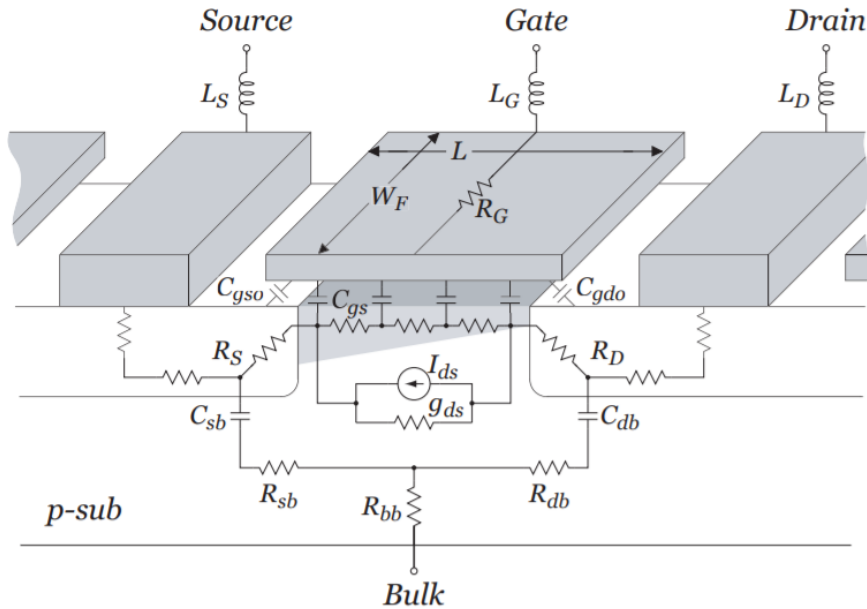 Source Gate Drain
L_S L_G L_D
L
W_F R_G
C_gso C_gs C_gdo
R_S R_D
I_ds
g_ds
C_sb C_db
R_sb R_db
p-sub R_bb
Bulk